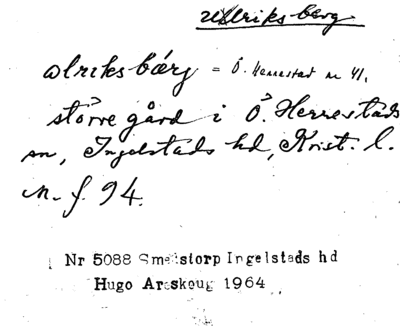 Ulriksberg
Ulriksbärj = Ö. Herrestad nr 41,
större gård i Ö. Herrestads
sn, Ingelstads hd, Krist. l.
M. f. 94.
Nr 5088 Smedstorp Ingelstads hd
Hugo Areskoug 1964